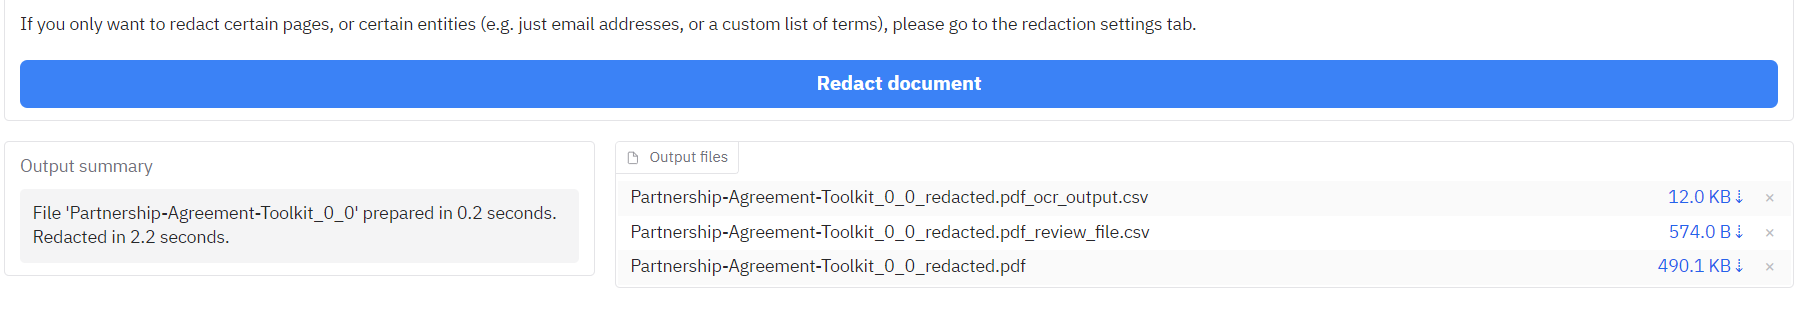 If you only want to redact certain pages, or certain entities (e.g. just email addresses, or a custom list of terms), please go to the redaction settings tab.
Redact document
Output summary
File 'Partnership-Agreement-Toolkit_0_0' prepared in 0.2 seconds.
Redacted in 2.2 seconds.
Output files
Partnership-Agreement-Toolkit_0_0_redacted.pdf_ocr_output.csv 12.0 KB ⇣ ×
Partnership-Agreement-Toolkit_0_0_redacted.pdf_review_file.csv 574.0 B ⇣ ×
Partnership-Agreement-Toolkit_0_0_redacted.pdf 490.1 KB ⇣ ×